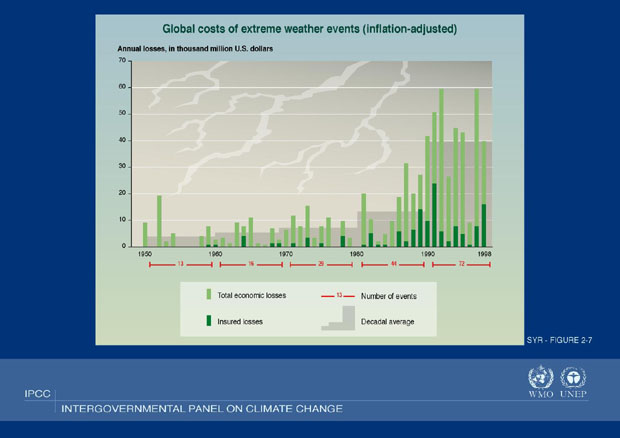 Global costs of extreme weather events (inflation-adjusted)
Annual losses, in thousand million U.S. dollars
70
60
50
40
30
20
10
0
1950 1960 1970 1980 1990 1998
13 16 29 44 72
Total economic losses 13 Number of events
Insured losses Decadal average
SYR - FIGURE 2-7
WMO UNEP
IPCC
INTERGOVERNMENTAL PANEL ON CLIMATE CHANGE